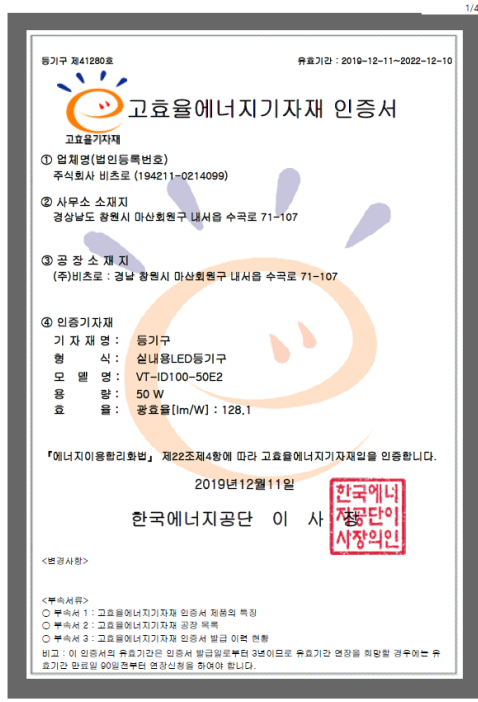 1/4
등기구 제41280호
유효기간 : 2019-12-11~2022-12-10
고효율기자재
고효율에너지기자재 인증서
① 업체명(법인등록번호)
주식회사 비츠로 (194211-0214099)
② 사무소 소재지
경상남도 창원시 마산회원구 내서읍 수곡로 71-107
③ 공 장 소 재 지
(주)비츠로 : 경남 창원시 마산회원구 내서읍 수곡로 71-107
④ 인증기자재
기 자 재 명 : 등기구
형 식 : 실내용LED등기구
모 델 명 : VT-ID100-50E2
용 량 : 50 W
효 율 : 광효율[lm/W] : 128.1
『에너지이용합리화법』 제22조제4항에 따라 고효율에너지기자재임을 인증합니다.
2019년12월11일
한국에너지공단 이 사 장
한국에너
지공단이
사장의인
<변경사항>
<부속서류>
○ 부속서 1 : 고효율에너지기자재 인증서 제품의 특징
○ 부속서 2 : 고효율에너지기자재 공장 목록
○ 부속서 3 : 고효율에너지기자재 인증서 발급 이력 현황
비고 : 이 인증서의 유효기간은 인증서 발급일로부터 3년이므로 유효기간 연장을 희망할 경우에는 유
효기간 만료일 90일전부터 연장신청을 하여야 합니다.